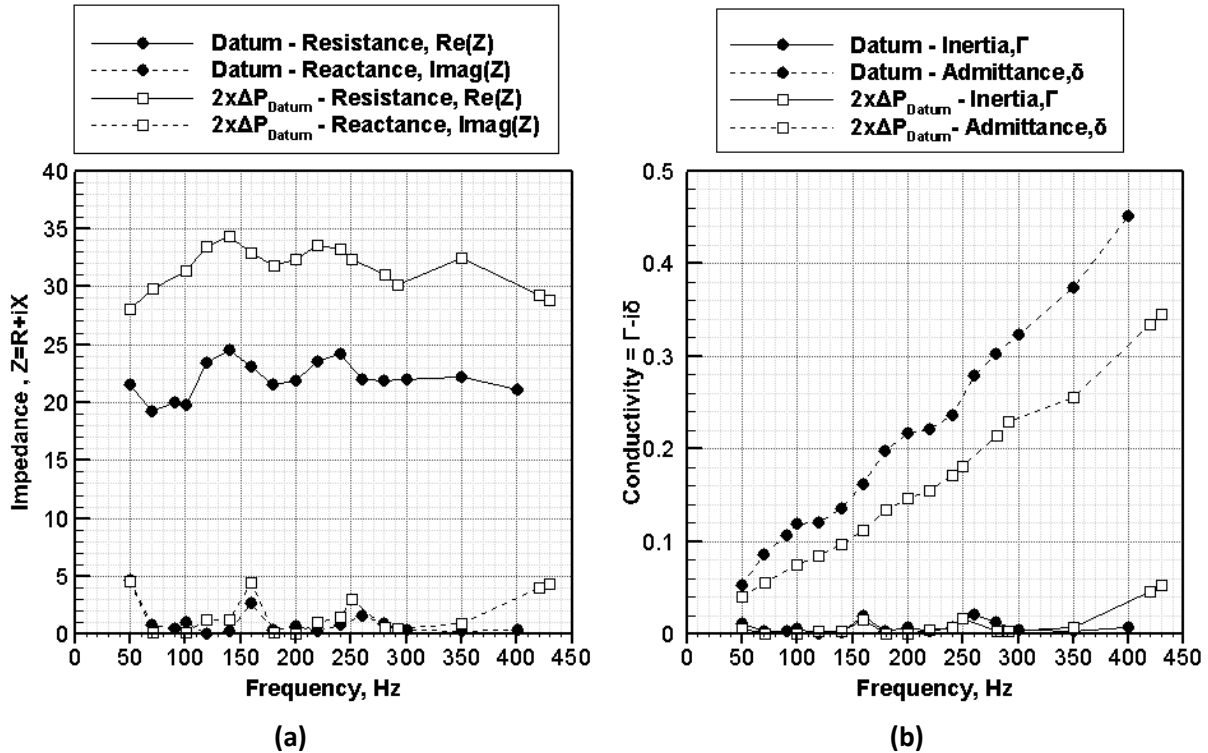 Datum - Resistance, Re(Z)
Datum - Reactance, Imag(Z)
2xΔP_Datum - Resistance, Re(Z)
2xΔP_Datum - Reactance, Imag(Z)
40
35
30
25
20
15
10
5
0
Impedance , Z=R+iX
0 50 100 150 200 250 300 350 400 450
Frequency, Hz
(a)
Datum - Inertia,Γ
Datum - Admittance,δ
2xΔP_Datum - Inertia,Γ
2xΔP_Datum - Admittance,δ
0.5
0.4
0.3
0.2
0.1
0
Conductivity = Γ-iδ
0 50 100 150 200 250 300 350 400 450
Frequency, Hz
(b)